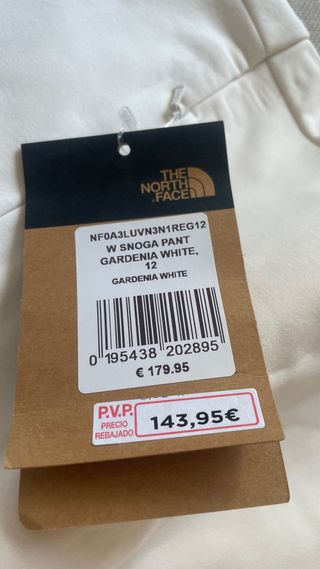 THE
NORTH
FACE
NF0A3LUVN3N1REG12
W SNOGA PANT
GARDENIA WHITE,
12
GARDENIA WHITE
0 195438 202895
€ 179.95
P.V.P.
PRECIO
REBAJADO
143,95€